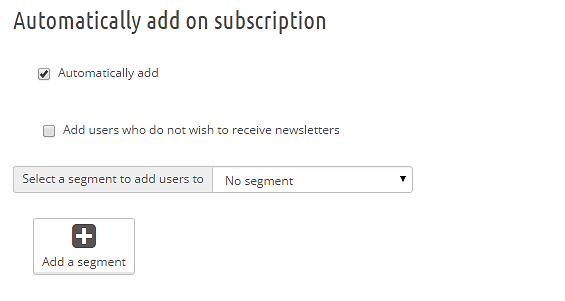 Automatically add on subscription
Automatically add
Add users who do not wish to receive newsletters
Select a segment to add users to No segment
Add a segment